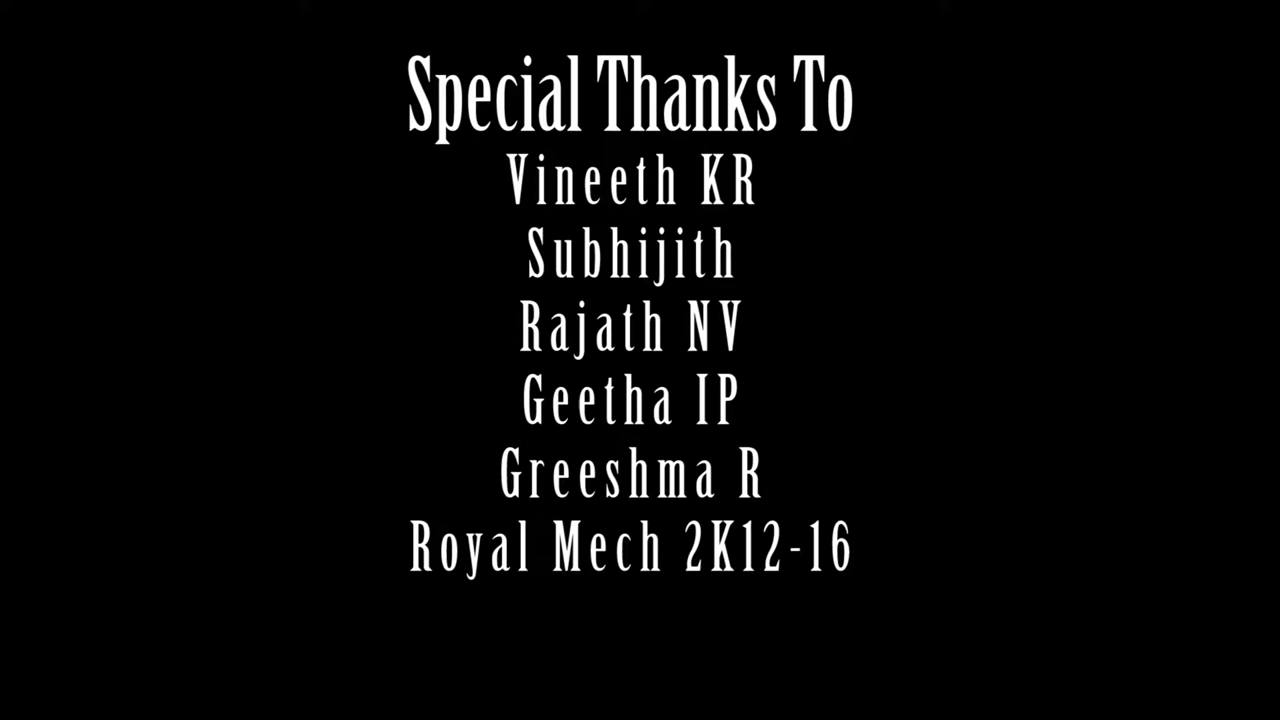 Special Thanks To
Vineeth KR
Subhijith
Rajath NV
Geetha IP
Greeshma R
Royal Mech 2K12-16